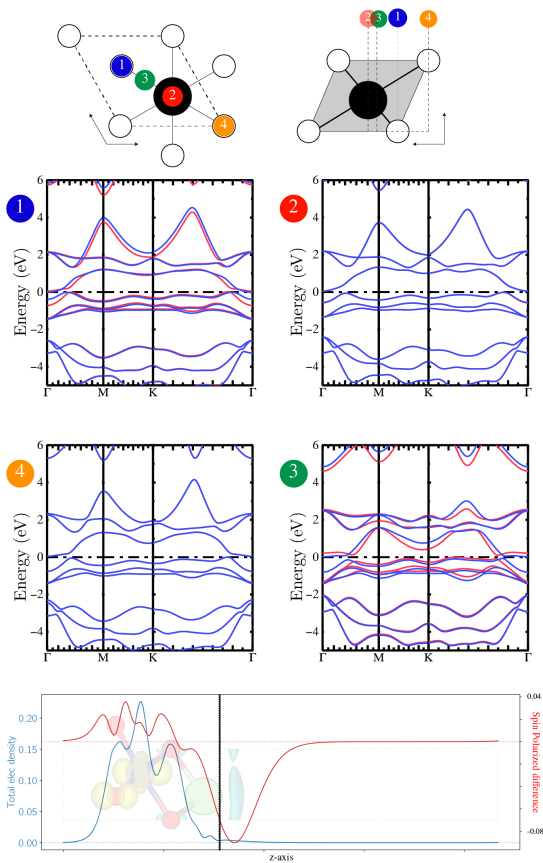 2
3
1
4
1
3
2
4
1
Energy (eV)
6
4
2
0
−2
−4
Γ
M
K
Γ
2
Energy (eV)
6
4
2
0
−2
−4
Γ
M
K
Γ
4
Energy (eV)
6
4
2
0
−2
−4
Γ
M
K
Γ
3
Energy (eV)
6
4
2
0
−2
−4
Γ
M
K
Γ
Total elec density
0.20
0.15
0.10
0.05
0.00
0.04
-0.08
Spin Polarized difference
z-axis